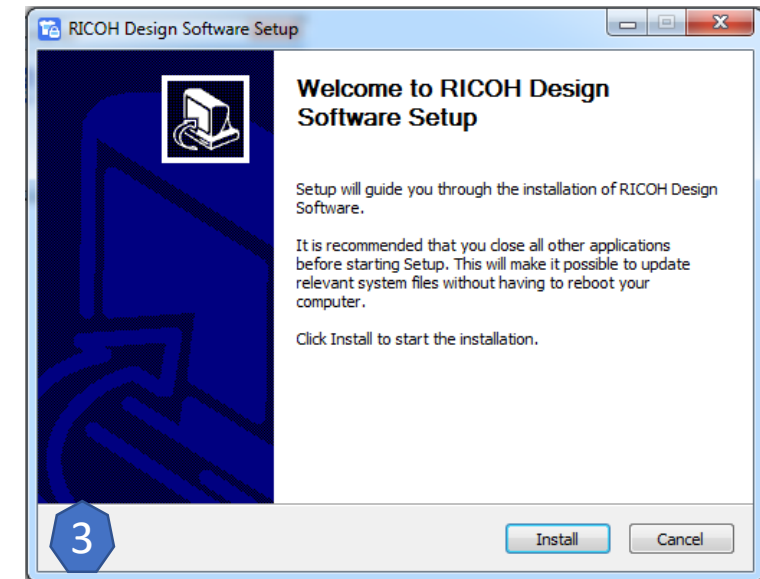 RICOH Design Software Setup
Welcome to RICOH Design
Software Setup
Setup will guide you through the installation of RICOH Design
Software.
It is recommended that you close all other applications
before starting Setup. This will make it possible to update
relevant system files without having to reboot your
computer.
Click Install to start the installation.
3
Install
Cancel